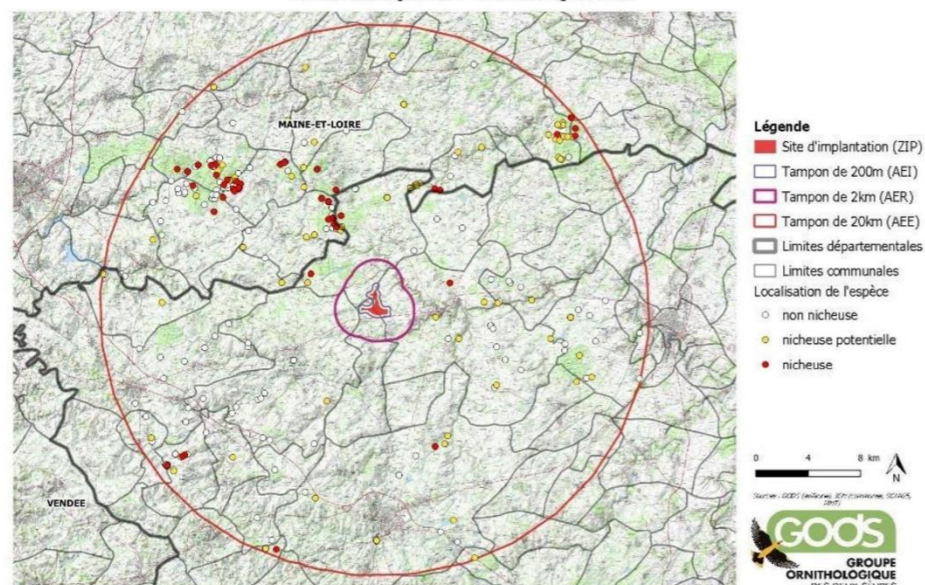 MAINE-ET-LOIRE
VENDEE
Légende
Site d'implantation (ZIP)
Tampon de 200m (AEI)
Tampon de 2km (AER)
Tampon de 20km (AEE)
Limites départementales
Limites communales
Localisation de l'espèce
non nicheuse
nicheuse potentielle
nicheuse
0 4 8 km
N
GODS
GROUPE
ORNITHOLOGIQUE